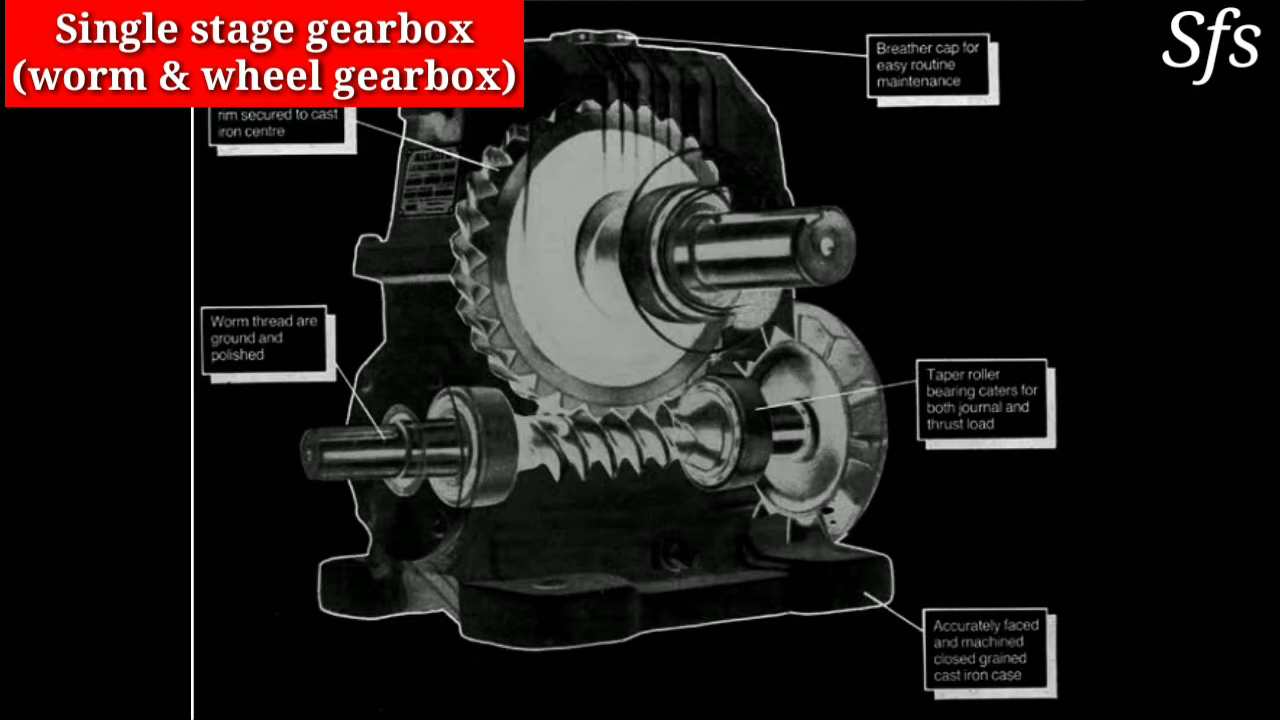 Single stage gearbox
(worm & wheel gearbox)
Sfs
Breather cap for
easy routine
maintenance
rim secured to cast
iron centre
Worm thread are
ground and
polished
Taper roller
bearing caters for
both journal and
thrust load
Accurately faced
and machined
closed grained
cast iron case